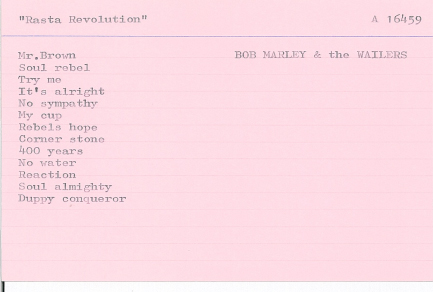 "Rasta Revolution" A 16459
Mr.Brown BOB MARLEY & the WAILERS
Soul rebel
Try me
It's alright
No sympathy
My cup
Rebels hope
Corner stone
400 years
No water
Reaction
Soul almighty
Duppy conqueror